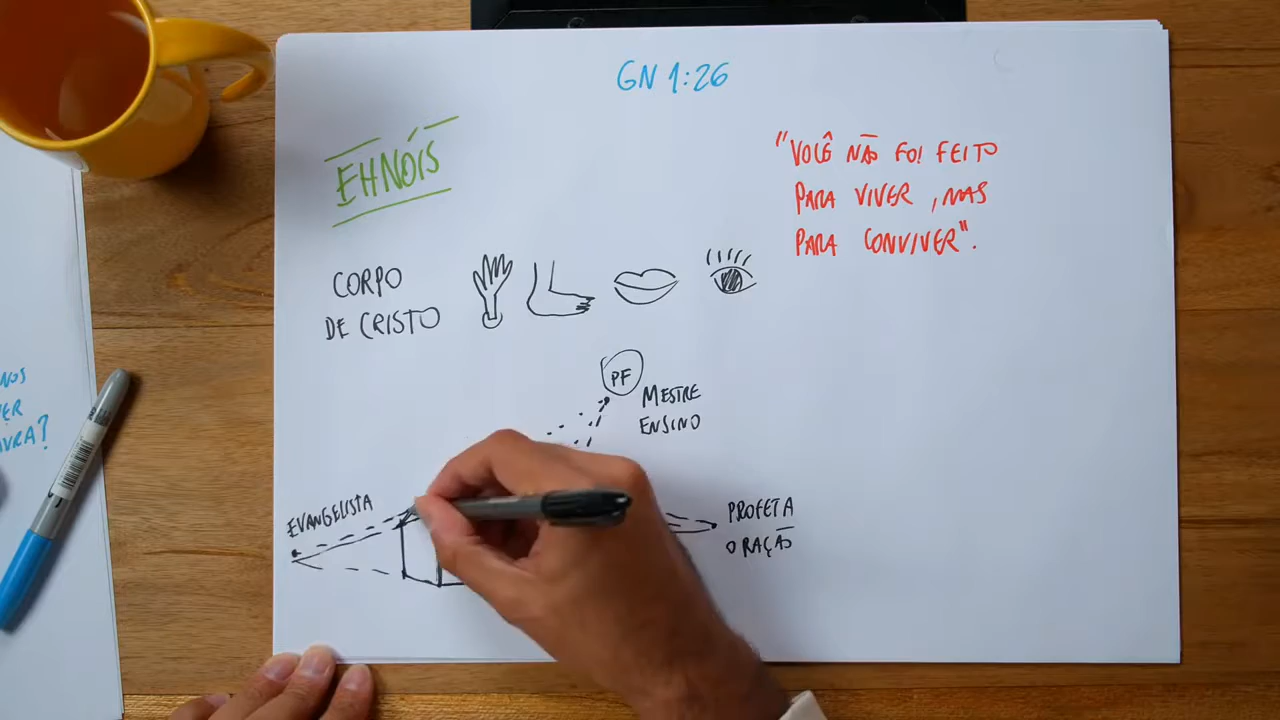 GN 1:26
EHNÓIS
"VOCÊ NÃO FOI FEITO
PARA VIVER, MAS
PARA CONVIVER".
CORPO
DE CRISTO
PF
MESTRE
ENSINO
EVANGELISTA
PROFETA
ORAÇÃO